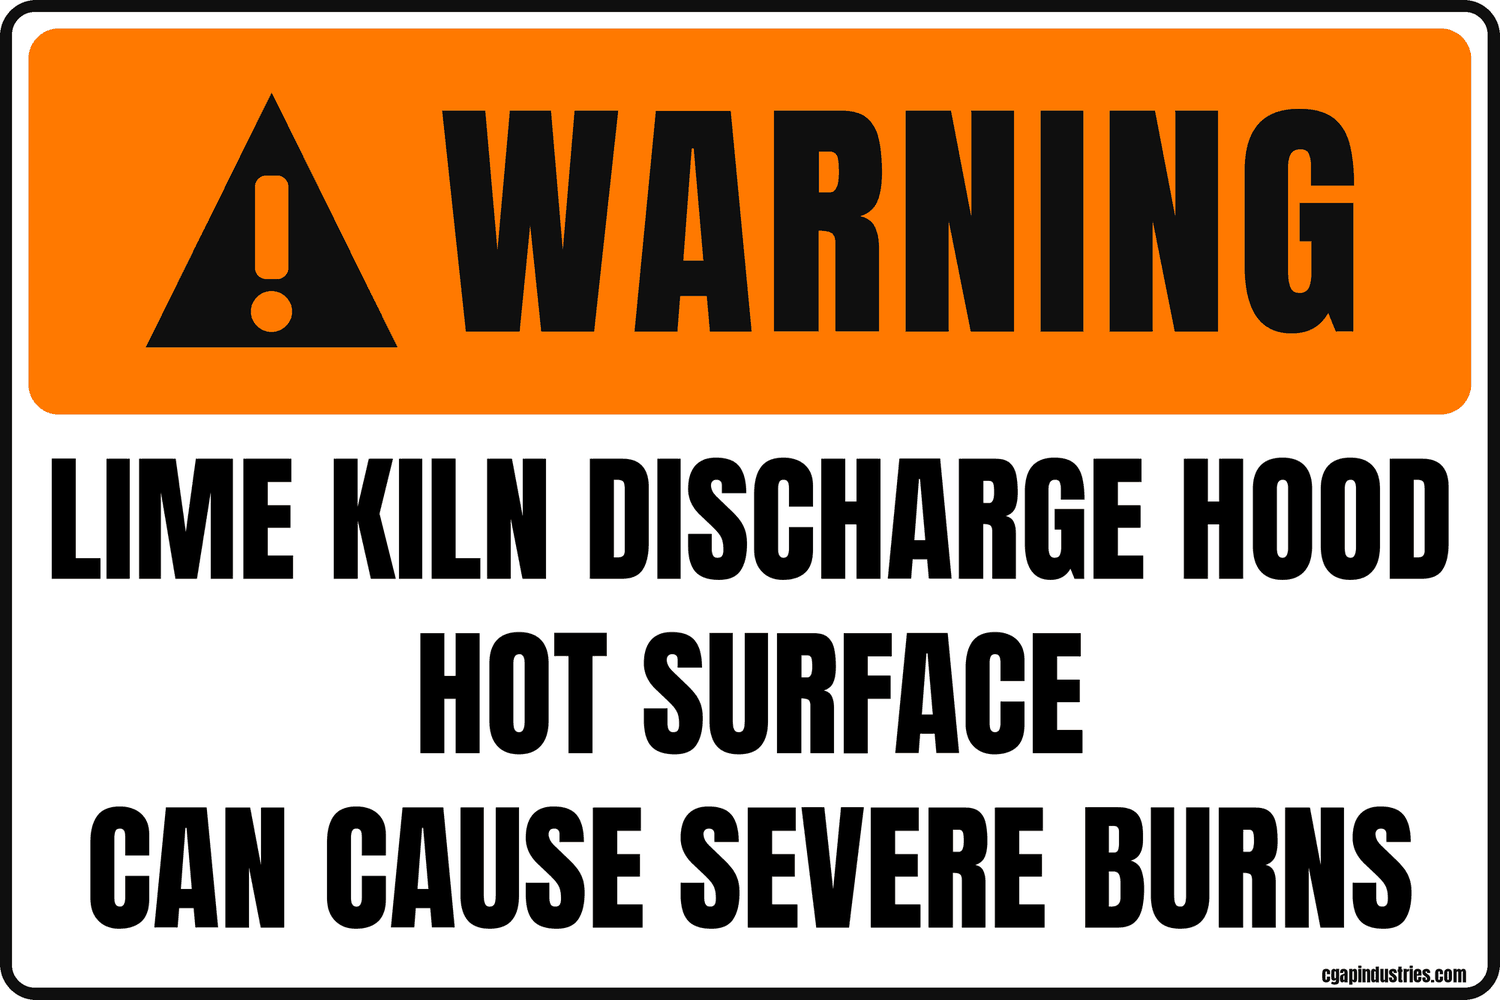 WARNING
LIME KILN DISCHARGE HOOD
HOT SURFACE
CAN CAUSE SEVERE BURNS
cgapindustries.com